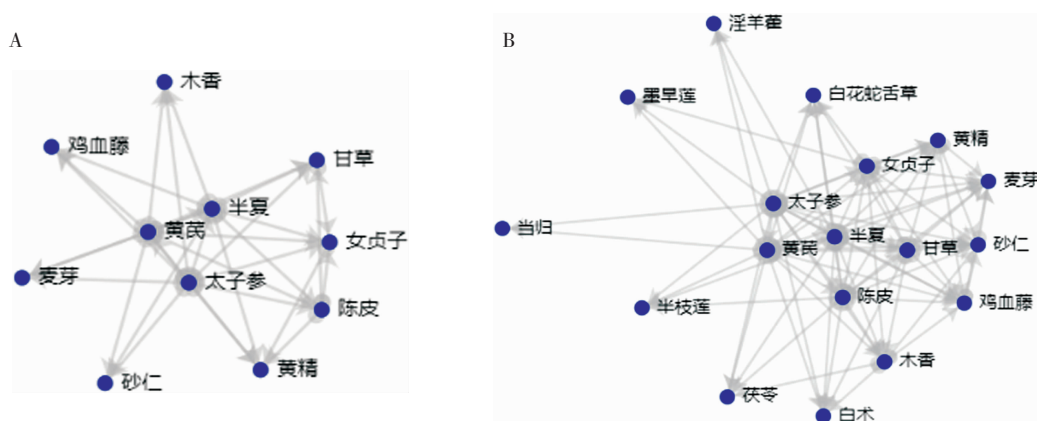 A
木香
鸡血藤
甘草
半夏
黄芪
女贞子
麦芽
太子参
陈皮
黄精
砂仁
B
淫羊藿
墨旱莲
白花蛇舌草
黄精
女贞子
麦芽
太子参
当归
半夏
黄芪
甘草
砂仁
陈皮
半枝莲
鸡血藤
木香
茯苓
白术